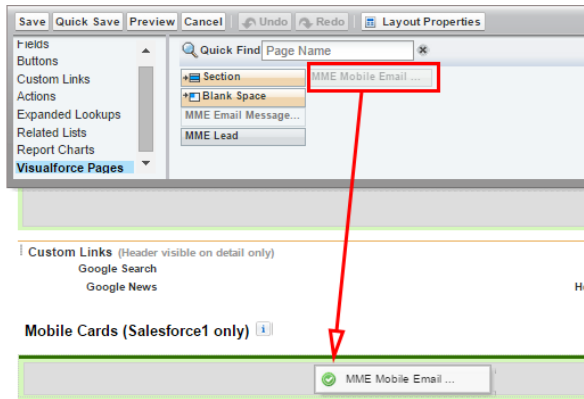 Save Quick Save Preview Cancel Undo Redo Layout Properties
Fields
Buttons
Custom Links
Actions
Expanded Lookups
Related Lists
Report Charts
Visualforce Pages
Quick Find Page Name
Section MME Mobile Email ...
Blank Space
MME Email Message...
MME Lead
Custom Links (Header visible on detail only)
Google Search
Google News
Mobile Cards (Salesforce1 only) i
MME Mobile Email ...